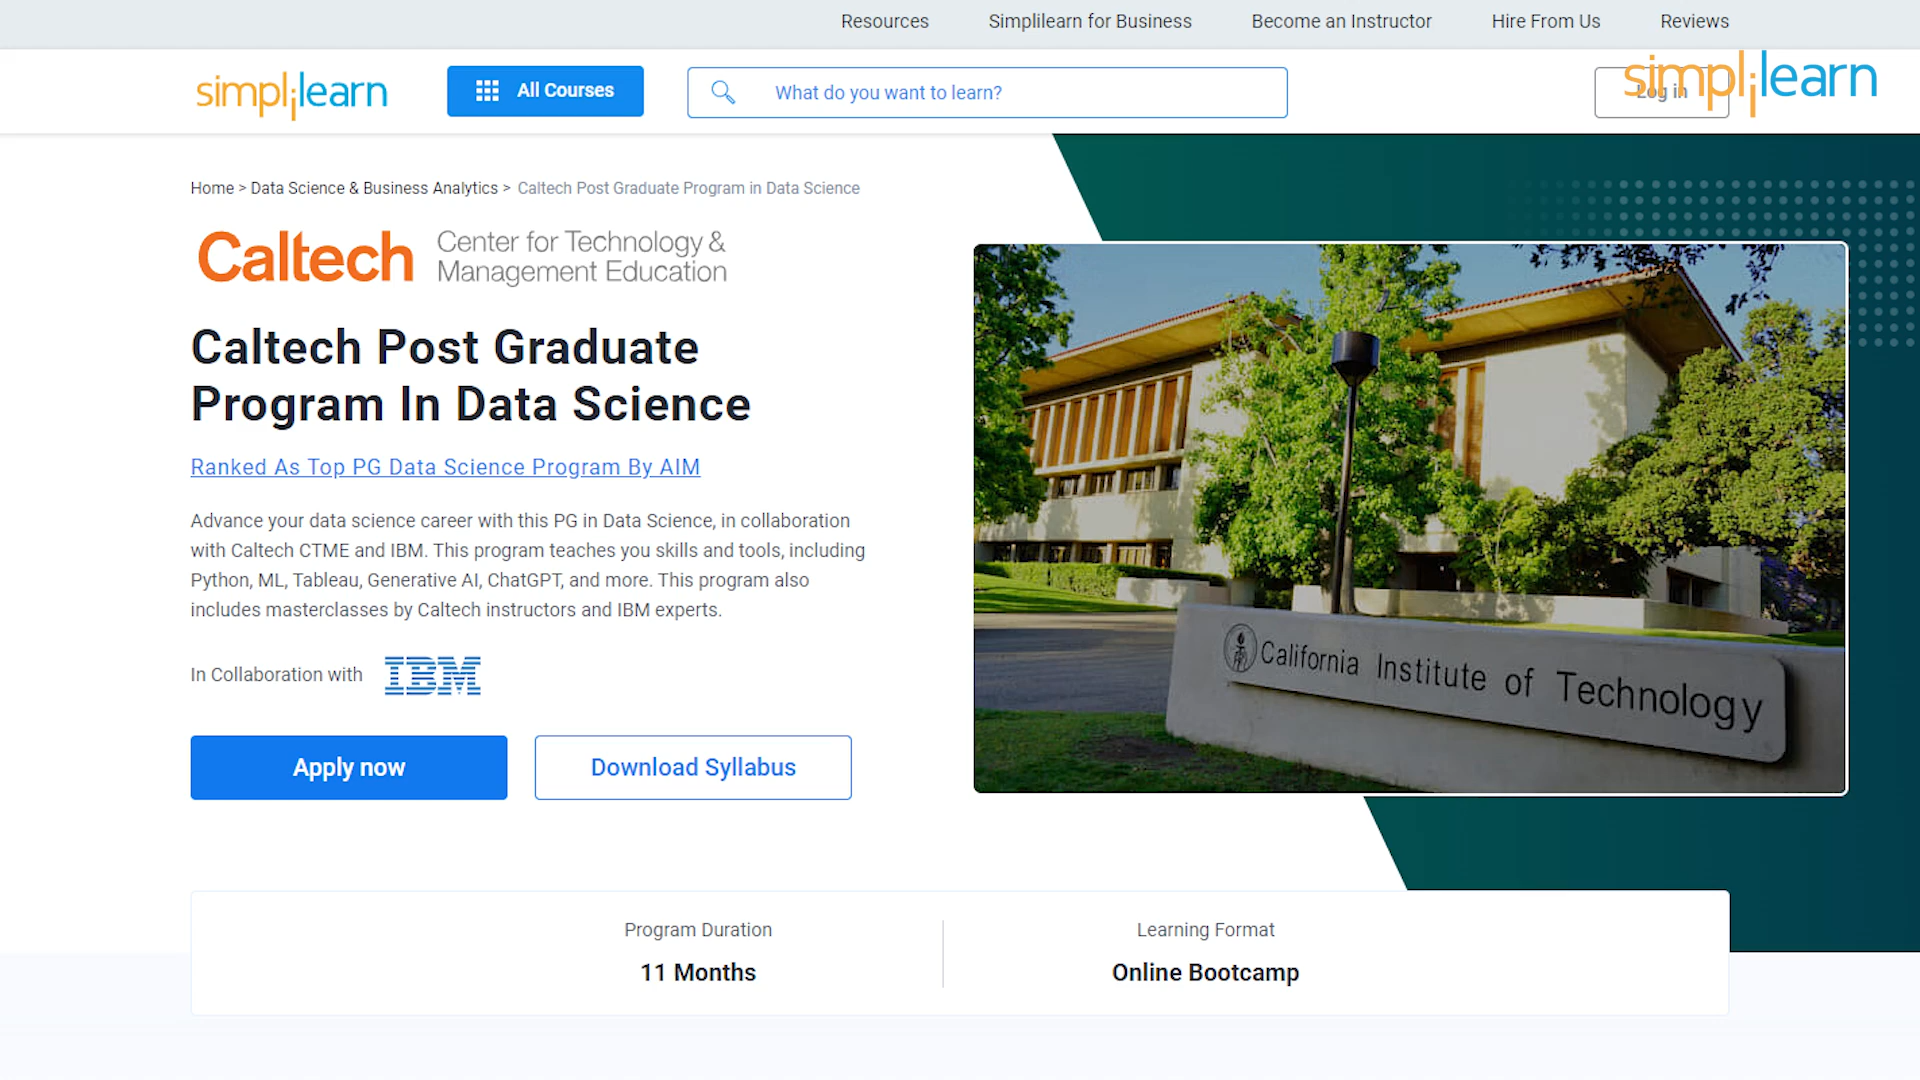 Resources Simplilearn for Business Become an Instructor Hire From Us Reviews
simplilearn All Courses What do you want to learn? Log in simplilearn
Home > Data Science & Business Analytics > Caltech Post Graduate Program in Data Science
Caltech Center for Technology &
Management Education
Caltech Post Graduate
Program In Data Science
Ranked As Top PG Data Science Program By AIM
Advance your data science career with this PG in Data Science, in collaboration
with Caltech CTME and IBM. This program teaches you skills and tools, including
Python, ML, Tableau, Generative AI, ChatGPT, and more. This program also
includes masterclasses by Caltech instructors and IBM experts.
In Collaboration with IBM
Apply now Download Syllabus
California Institute of Technology
Program Duration Learning Format
11 Months Online Bootcamp